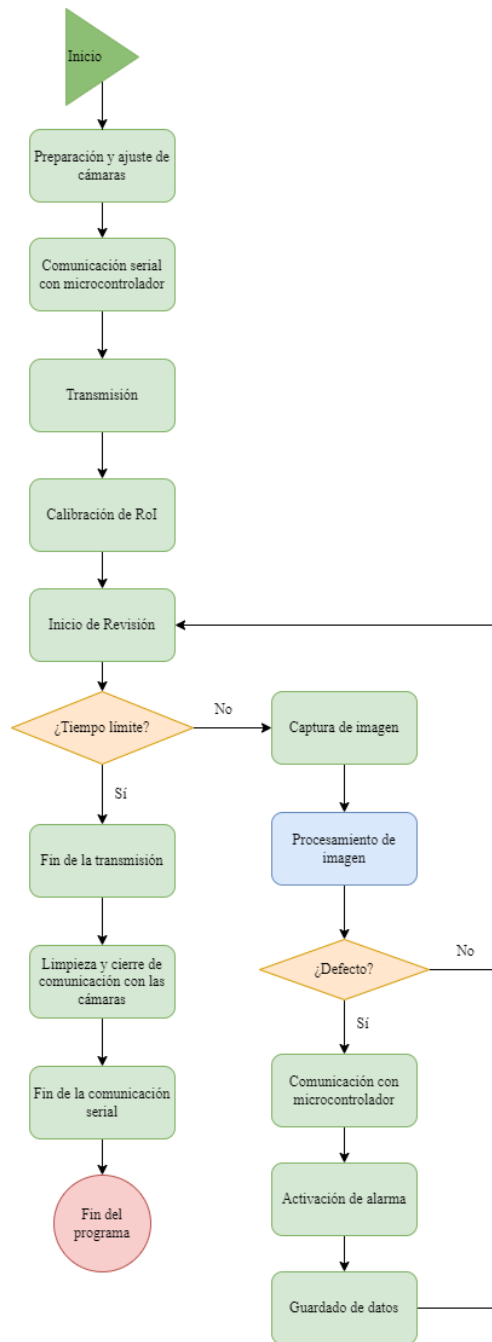 Inicio
Preparación y ajuste de
cámaras
Comunicación serial
con microcontrolador
Transmisión
Calibración de RoI
Inicio de Revisión
¿Tiempo límite?
No
Captura de imagen
Sí
Procesamiento de
imagen
Fin de la transmisión
¿Defecto?
No
Limpieza y cierre de
comunicación con las
cámaras
Sí
Comunicación con
microcontrolador
Fin de la comunicación
serial
Activación de alarma
Fin del
programa
Guardado de datos